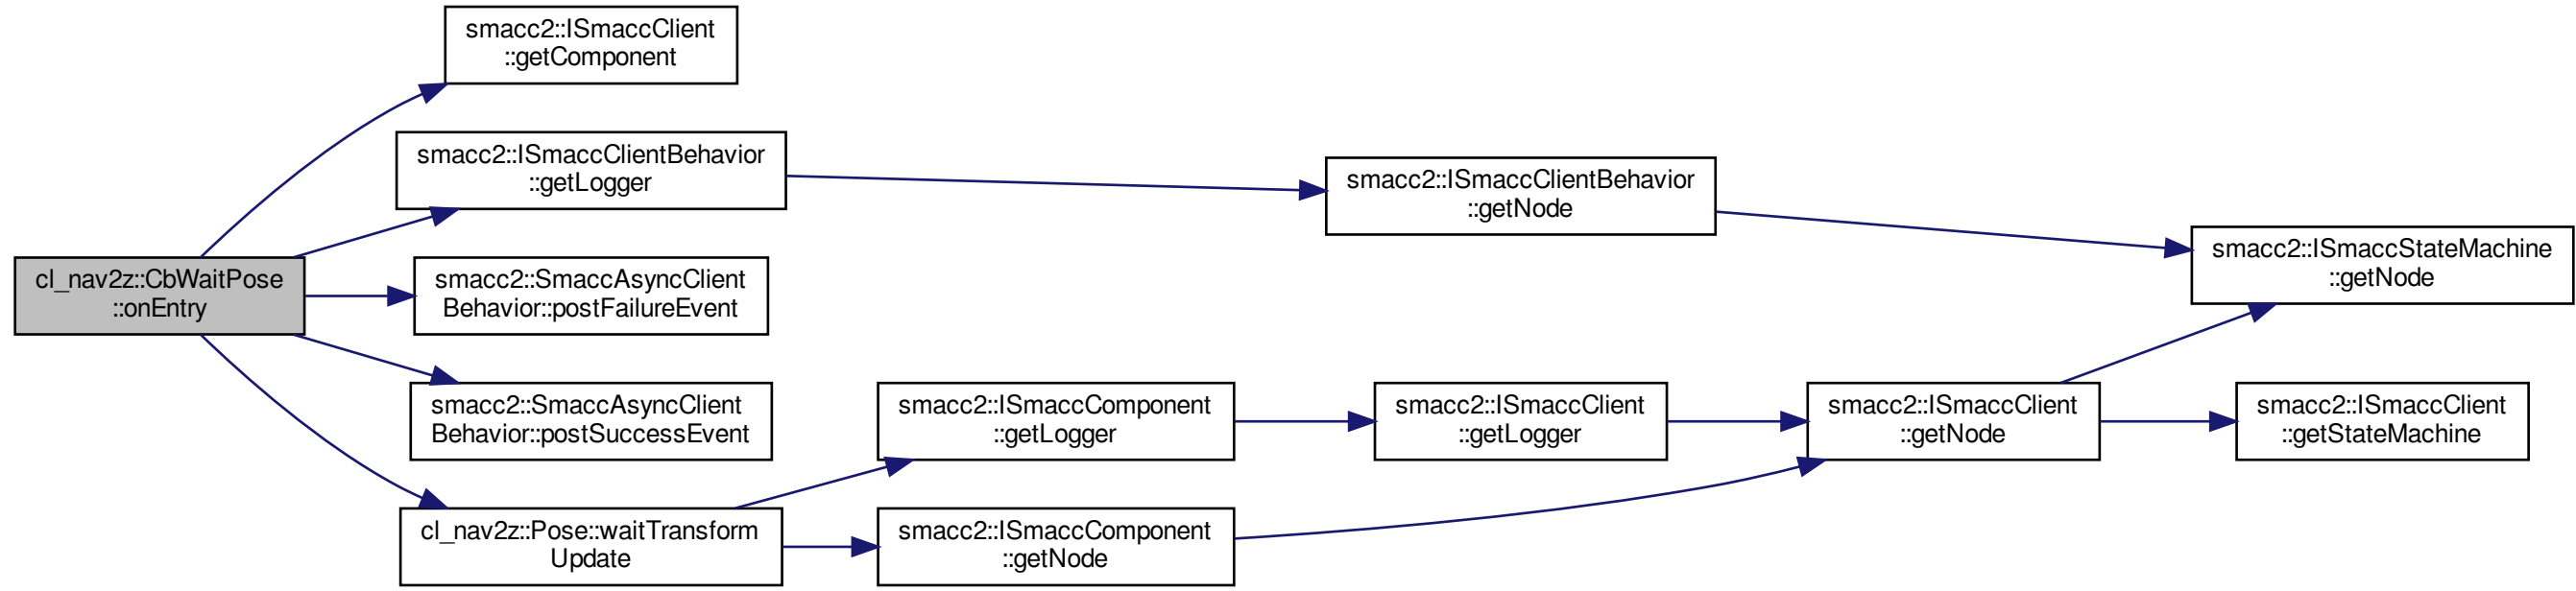 smacc2::ISmaccClient
::getComponent
smacc2::ISmaccClientBehavior
::getLogger
smacc2::ISmaccClientBehavior
::getNode
smacc2::ISmaccStateMachine
::getNode
cl_nav2z::CbWaitPose
::onEntry
smacc2::SmaccAsyncClient
Behavior::postFailureEvent
smacc2::SmaccAsyncClient
Behavior::postSuccessEvent
smacc2::ISmaccComponent
::getLogger
smacc2::ISmaccClient
::getLogger
smacc2::ISmaccClient
::getNode
smacc2::ISmaccClient
::getStateMachine
cl_nav2z::Pose::waitTransform
Update
smacc2::ISmaccComponent
::getNode